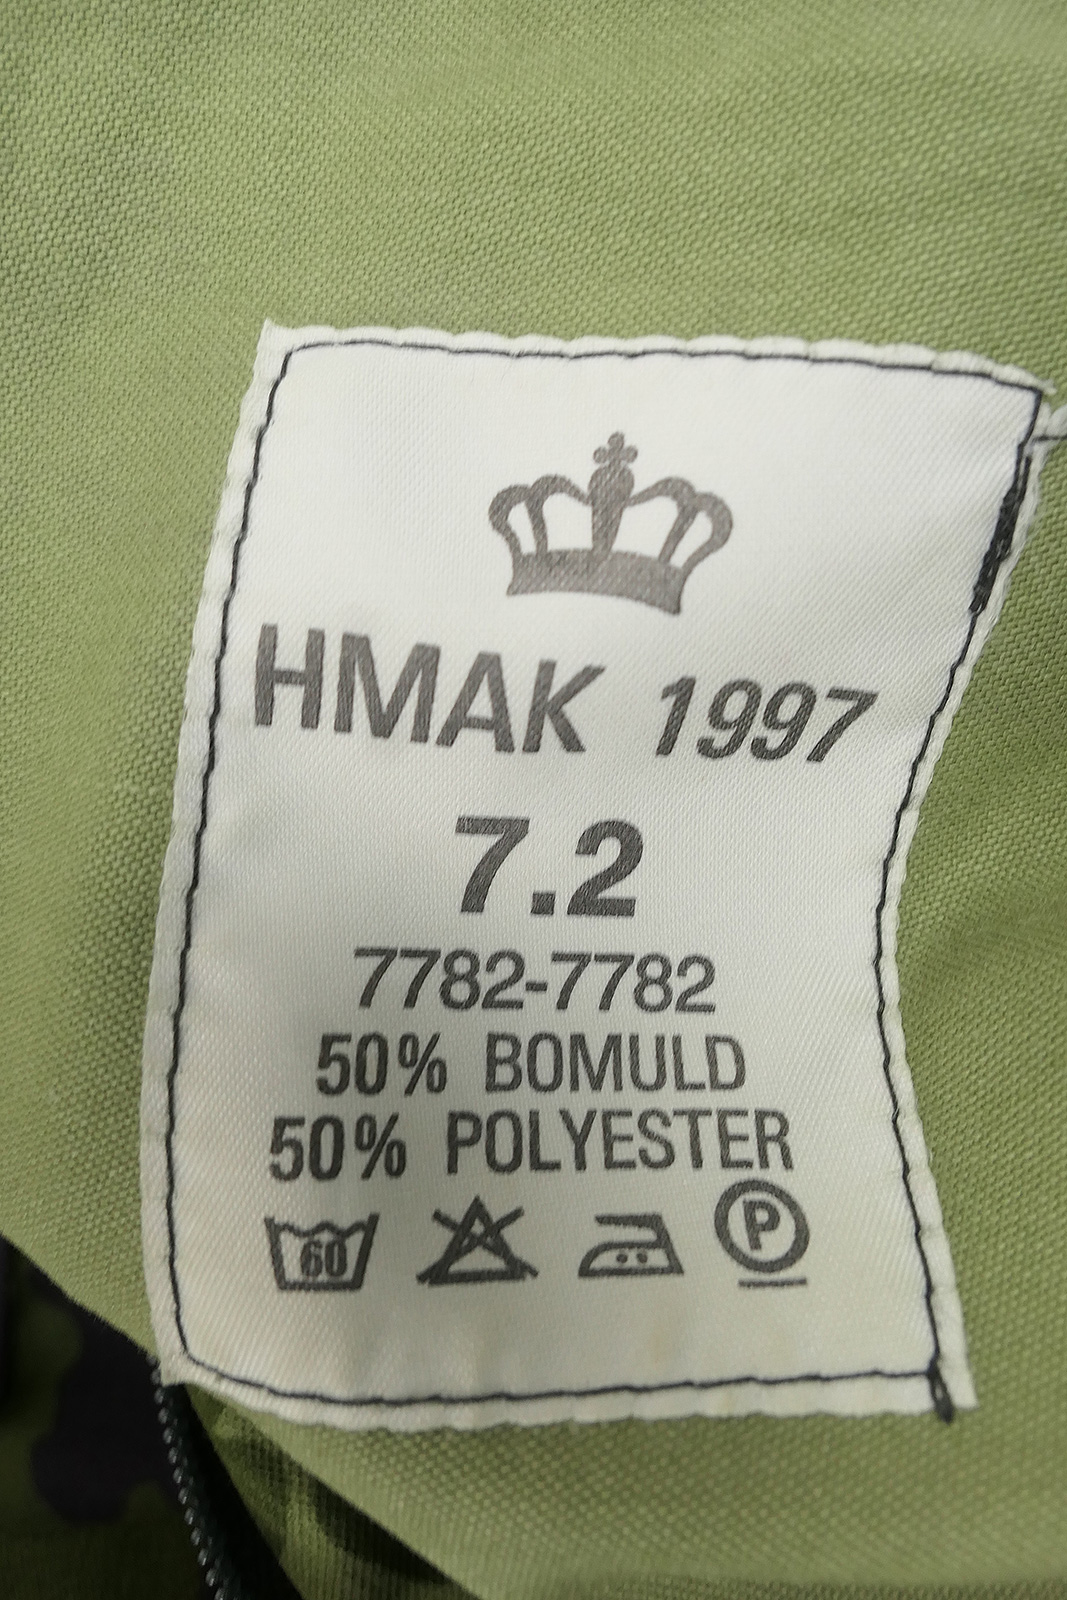 HMAK 1997
7.2
7782-7782
50% BOMULD
50% POLYESTER
60 P